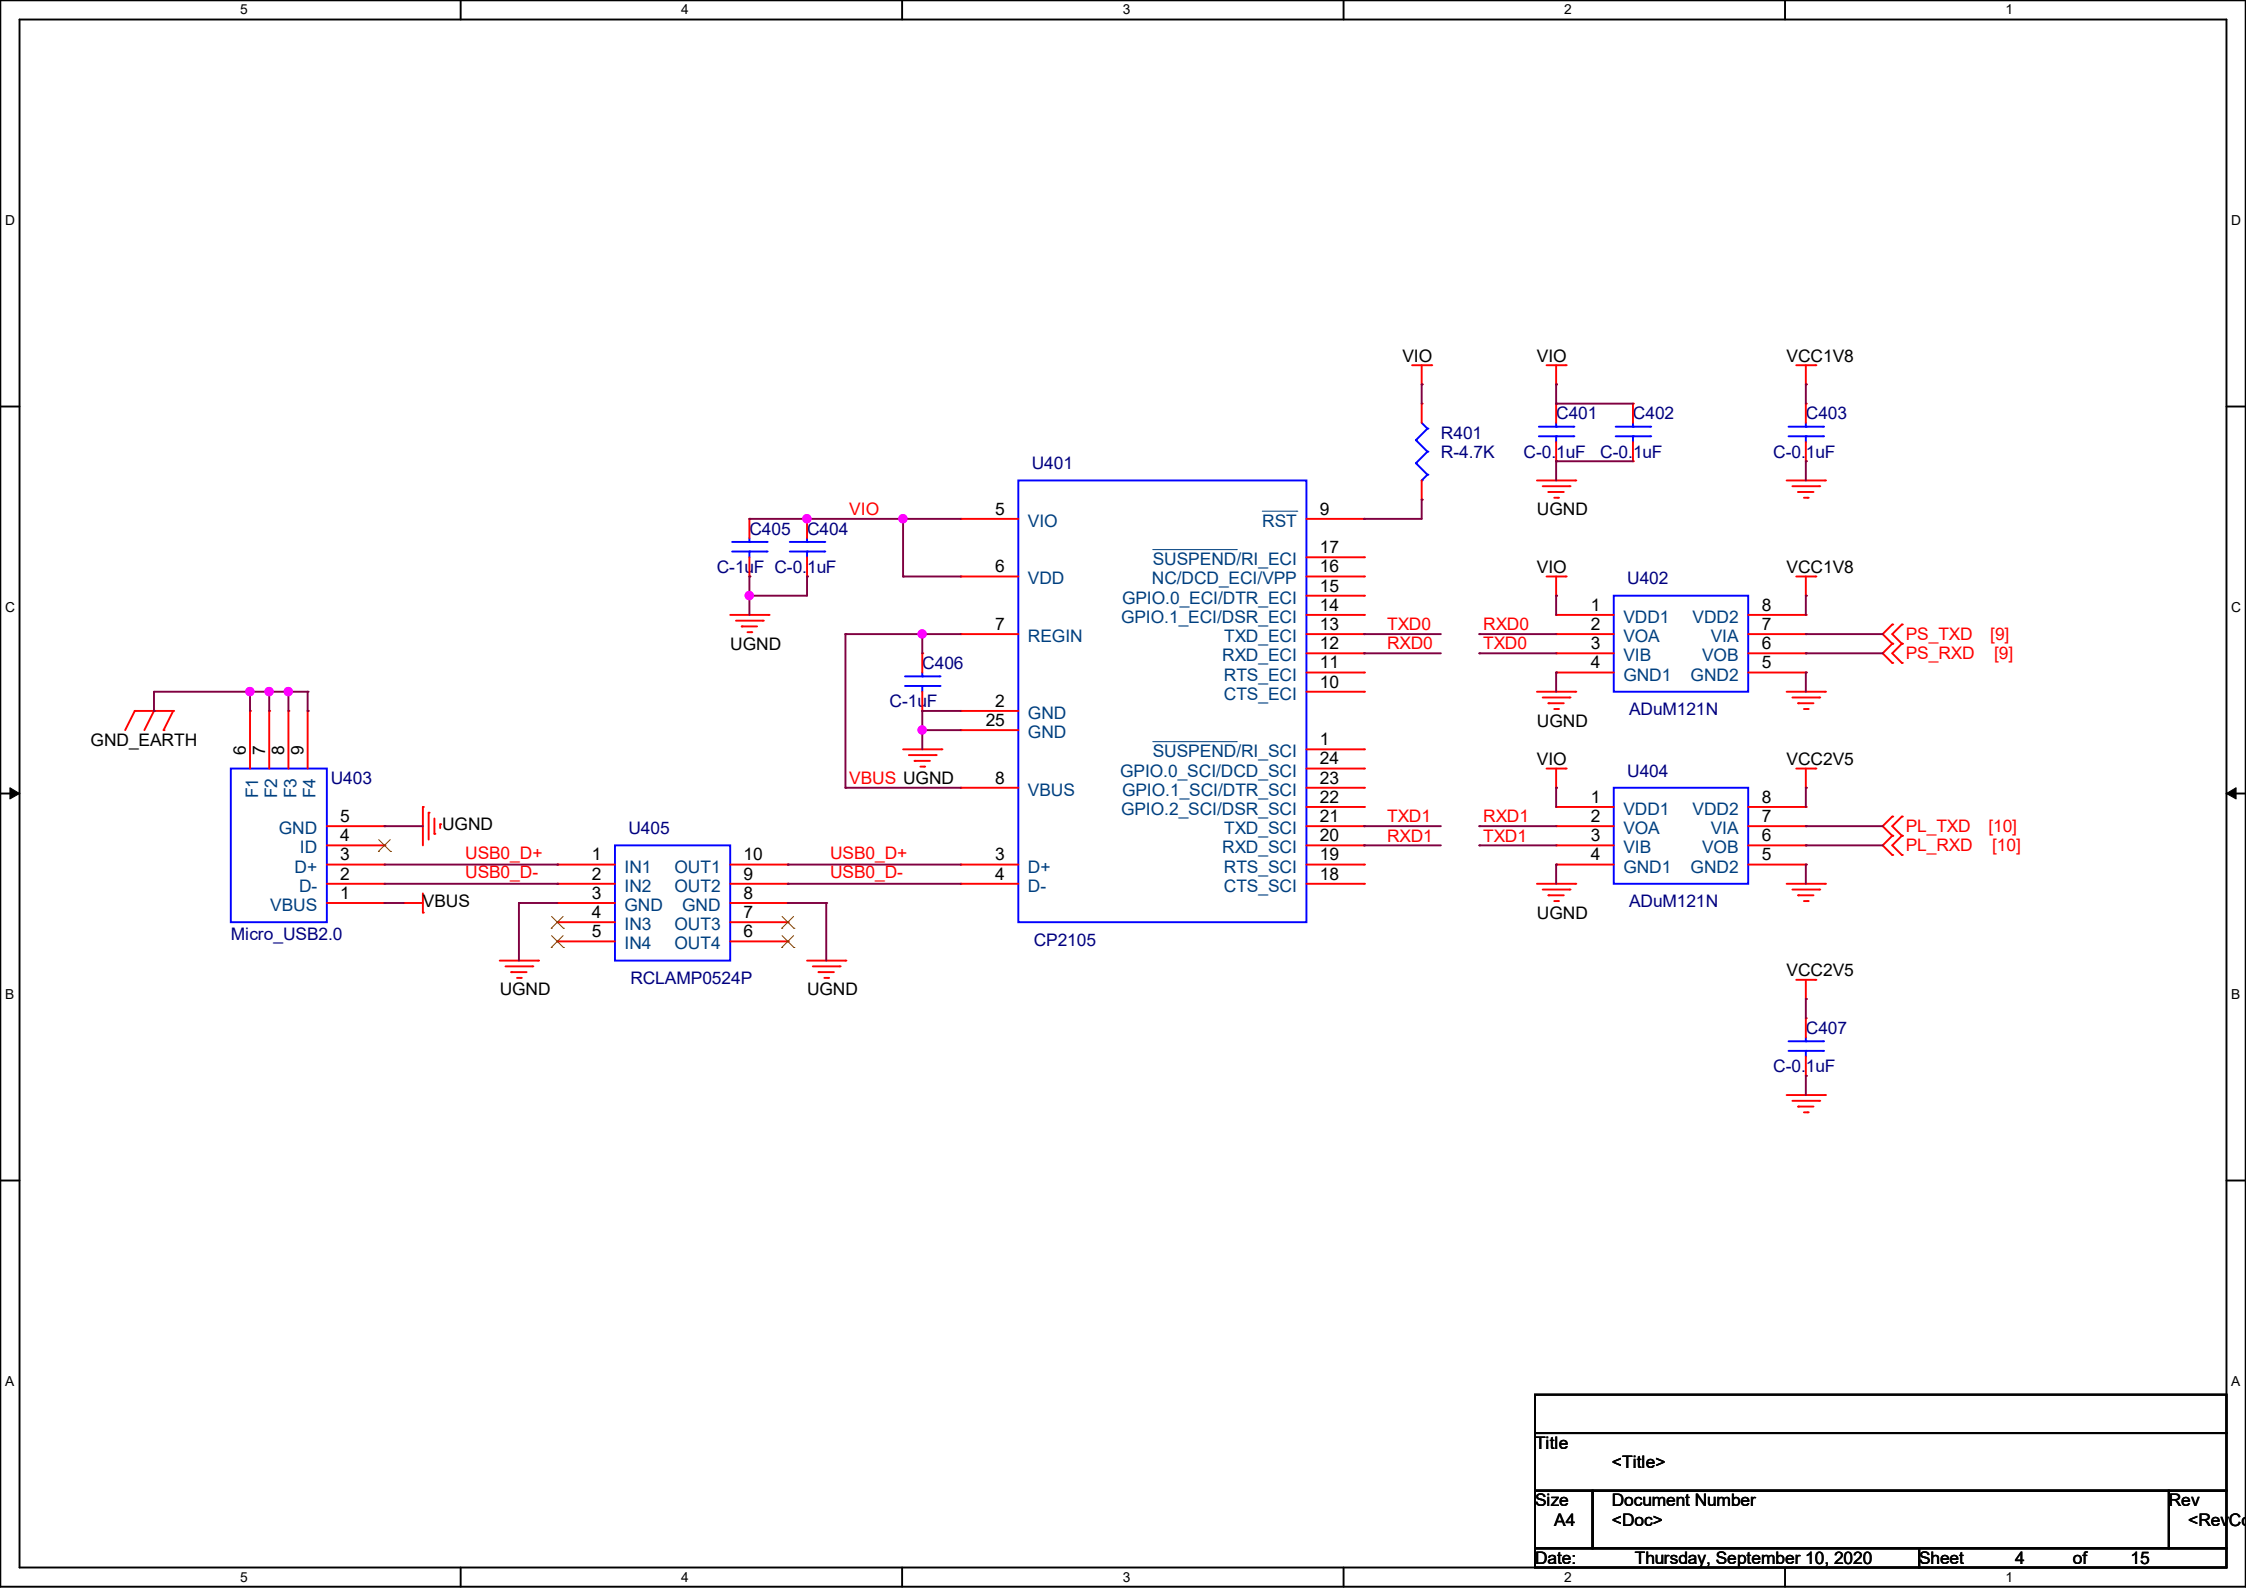 5 4 3 2 1
D D
C C
B B
A A
VIO
R401
R-4.7K
VIO
C401 C402
C-0.1uF C-0.1uF
UGND
VCC1V8
C403
C-0.1uF
U401
VIO
C405 C404
C-1uF C-0.1uF
UGND
5 VIO
6 VDD
7 REGIN
C406
C-1uF
2 GND
25 GND
VBUS UGND
8 VBUS
USB0_D+ 3 D+
USB0_D- 4 D-
RST 9
SUSPEND/RI_ECI 17
NC/DCD_ECI/VPP 16
GPIO.0_ECI/DTR_ECI 15
GPIO.1_ECI/DSR_ECI 14
TXD_ECI 13 TXD0
RXD_ECI 12 RXD0
RTS_ECI 11
CTS_ECI 10
SUSPEND/RI_SCI 1
GPIO.0_SCI/DCD_SCI 24
GPIO.1_SCI/DTR_SCI 23
GPIO.2_SCI/DSR_SCI 22
TXD_SCI 21 TXD1
RXD_SCI 20 RXD1
RTS_SCI 19
CTS_SCI 18
CP2105
VIO U402 VCC1V8
1 VDD1 VDD2 8
RXD0 2 VOA VIA 7 PS_TXD [9]
TXD0 3 VIB VOB 6 PS_RXD [9]
4 GND1 GND2 5
UGND ADuM121N
VIO U404 VCC2V5
1 VDD1 VDD2 8
RXD1 2 VOA VIA 7 PL_TXD [10]
TXD1 3 VIB VOB 6 PL_RXD [10]
4 GND1 GND2 5
UGND ADuM121N
VCC2V5
C407
C-0.1uF
GND_EARTH
6 7 8 9
F1 F2 F3 F4
U403
GND 5 UGND
ID 4
D+ 3 USB0_D+
D- 2 USB0_D-
VBUS 1 VBUS
Micro_USB2.0
U405
1 IN1 OUT1 10
2 IN2 OUT2 9
3 GND GND 8
4 IN3 OUT3 7
5 IN4 OUT4 6
RCLAMP0524P
UGND UGND
Title
<Title>
Size Document Number Rev
A4 <Doc> <RevCo
Date: Thursday, September 10, 2020 Sheet 4 of 15
5 4 3 2 1